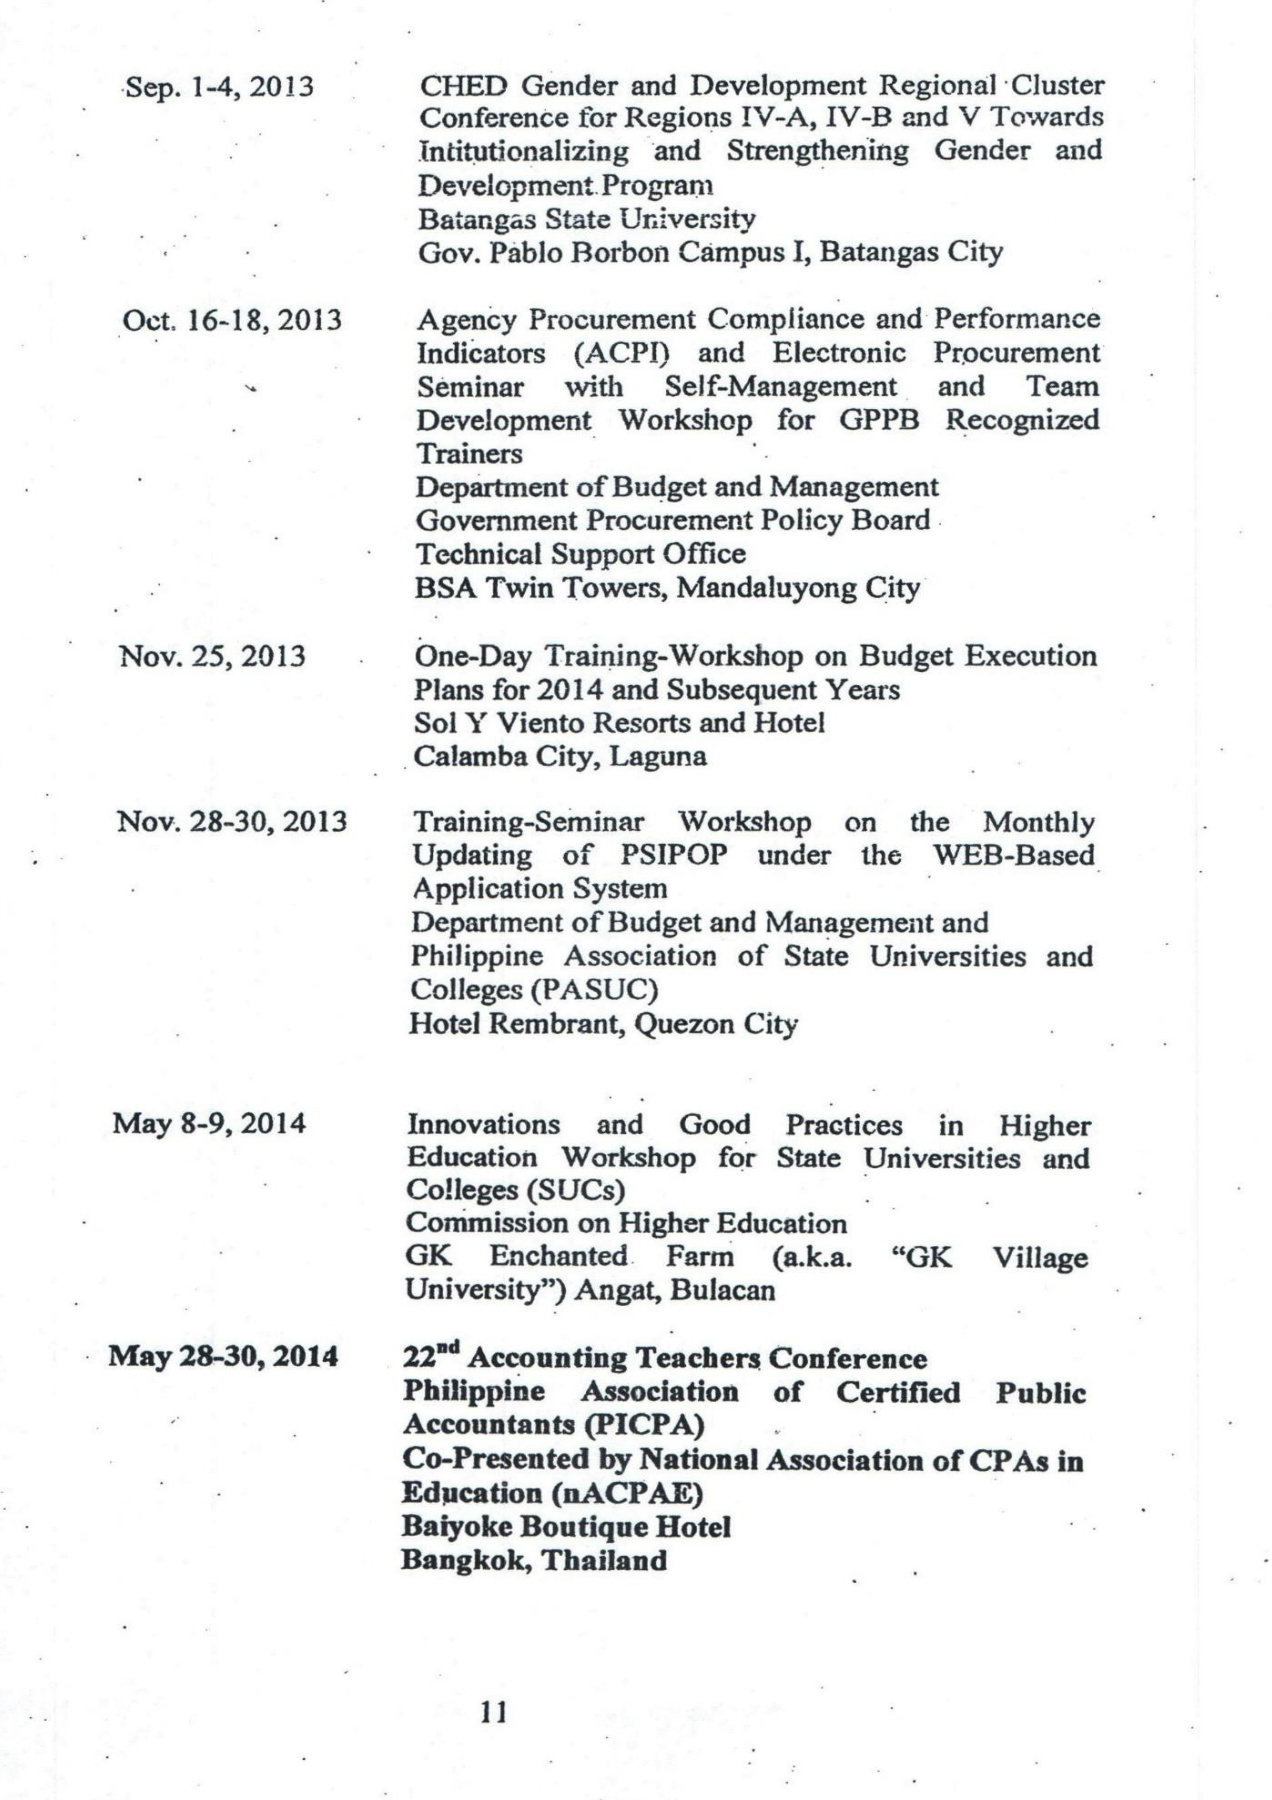 Sep. 1-4, 2013
CHED Gender and Development Regional Cluster
Conference for Regions IV-A, IV-B and V Towards
Intitutionalizing and Strengthening Gender and
Development Program
Batangas State University
Gov. Pablo Borbon Campus I, Batangas City
Oct. 16-18, 2013
Agency Procurement Compliance and Performance
Indicators (ACPI) and Electronic Procurement
Seminar with Self-Management and Team
Development Workshop for GPPB Recognized
Trainers
Department of Budget and Management
Government Procurement Policy Board
Technical Support Office
BSA Twin Towers, Mandaluyong City
Nov. 25, 2013
One-Day Training-Workshop on Budget Execution
Plans for 2014 and Subsequent Years
Sol Y Viento Resorts and Hotel
Calamba City, Laguna
Nov. 28-30, 2013
Training-Seminar Workshop on the Monthly
Updating of PSIPOP under the WEB-Based
Application System
Department of Budget and Management and
Philippine Association of State Universities and
Colleges (PASUC)
Hotel Rembrant, Quezon City
May 8-9, 2014
Innovations and Good Practices in Higher
Education Workshop for State Universities and
Colleges (SUCs)
Commission on Higher Education
GK Enchanted Farm (a.k.a. “GK Village
University”) Angat, Bulacan
May 28-30, 2014
22nd Accounting Teachers Conference
Philippine Association of Certified Public
Accountants (PICPA)
Co-Presented by National Association of CPAs in
Education (nACPAE)
Baiyoke Boutique Hotel
Bangkok, Thailand
11